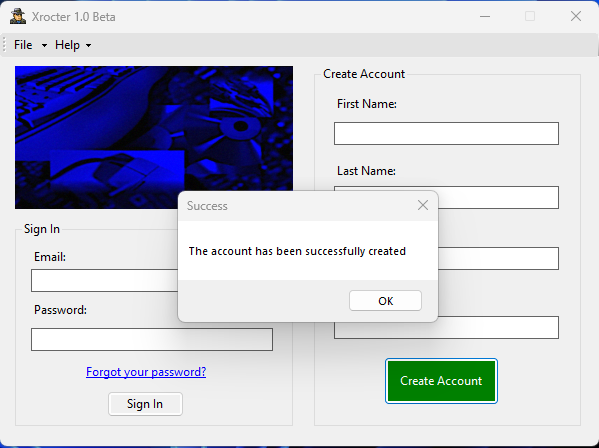 Xrocter 1.0 Beta
File Help
Create Account
First Name:
Last Name:
Success
The account has been successfully created
OK
Sign In
Email:
Password:
Forgot your password?
Sign In
Create Account